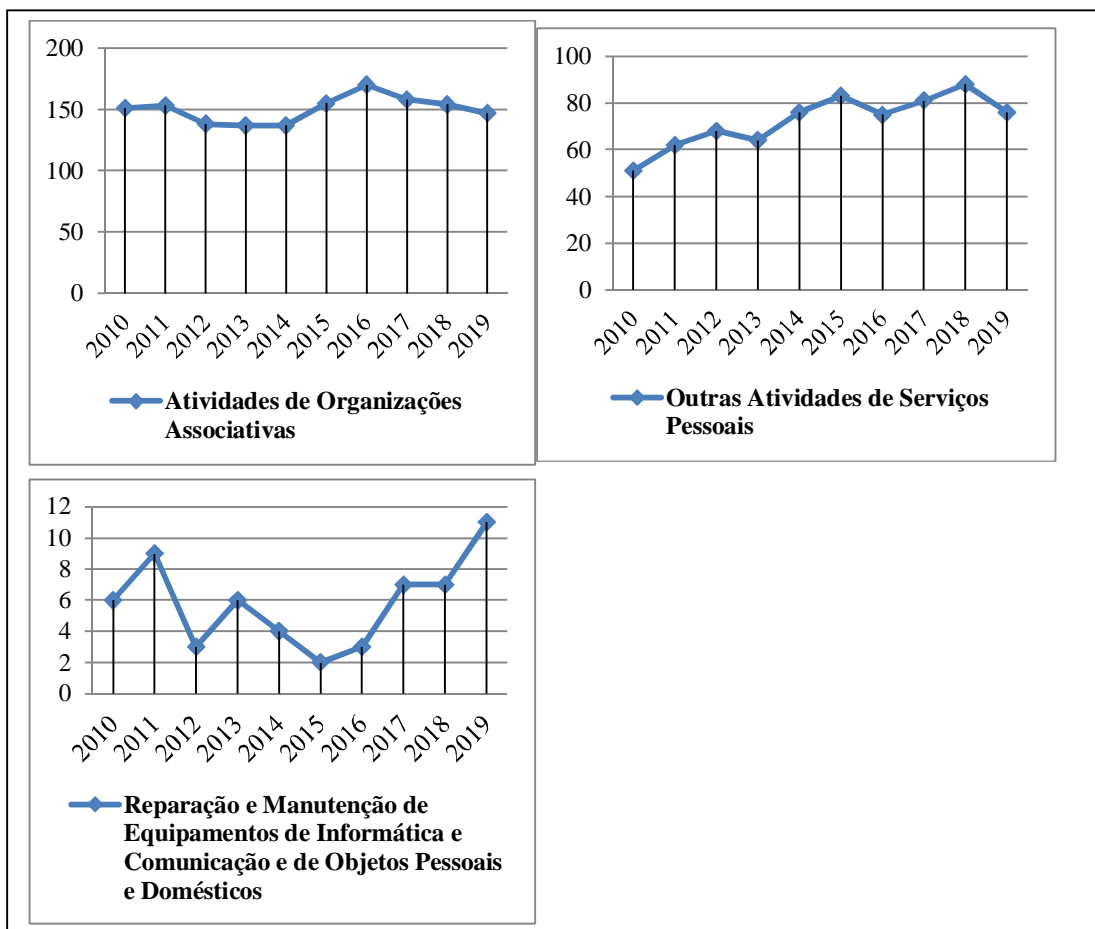 200
150
100
50
0
2010 2011 2012 2013 2014 2015 2016 2017 2018 2019
Atividades de Organizações
Associativas
100
80
60
40
20
0
2010 2011 2012 2013 2014 2015 2016 2017 2018 2019
Outras Atividades de Serviços
Pessoais
12
10
8
6
4
2
0
2010 2011 2012 2013 2014 2015 2016 2017 2018 2019
Reparação e Manutenção de
Equipamentos de Informática e
Comunicação e de Objetos Pessoais
e Domésticos